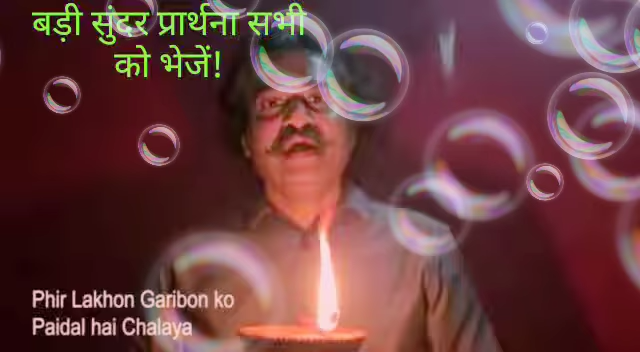 बड़ी सुंदर प्रार्थना सभी
को भेजें!
Phir Lakhon Garibon ko
Paidal hai Chalaya